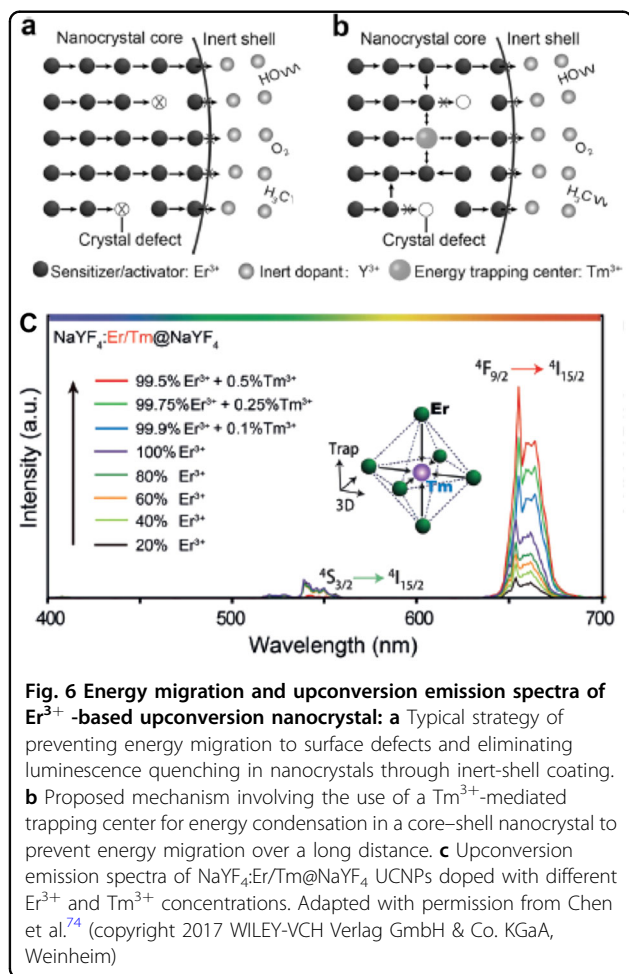 a
Nanocrystal core Inert shell
HO
O₂
H₃C
Crystal defect
b
Nanocrystal core Inert shell
HO
O₂
H₃C
Crystal defect
Sensitizer/activator: Er³⁺ Inert dopant: Y³⁺ Energy trapping center: Tm³⁺
C
NaYF₄:Er/Tm@NaYF₄
99.5% Er³⁺ + 0.5%Tm³⁺
99.75%Er³⁺ + 0.25%Tm³⁺
99.9%Er³⁺ + 0.1%Tm³⁺
100%Er³⁺
80% Er³⁺
60% Er³⁺
40% Er³⁺
20% Er³⁺
Er
Trap
3D
Tm
⁴F₉/₂ → ⁴I₁₅/₂
⁴S₃/₂ → ⁴I₁₅/₂
Intensity (a.u.)
400 500 600 700
Wavelength (nm)
Fig. 6 Energy migration and upconversion emission spectra of
Er³⁺ -based upconversion nanocrystal: a Typical strategy of
preventing energy migration to surface defects and eliminating
luminescence quenching in nanocrystals through inert-shell coating.
b Proposed mechanism involving the use of a Tm³⁺-mediated
trapping center for energy condensation in a core–shell nanocrystal to
prevent energy migration over a long distance. c Upconversion
emission spectra of NaYF₄:Er/Tm@NaYF₄ UCNPs doped with different
Er³⁺ and Tm³⁺ concentrations. Adapted with permission from Chen
et al.⁷⁴ (copyright 2017 WILEY-VCH Verlag GmbH & Co. KGaA,
Weinheim)